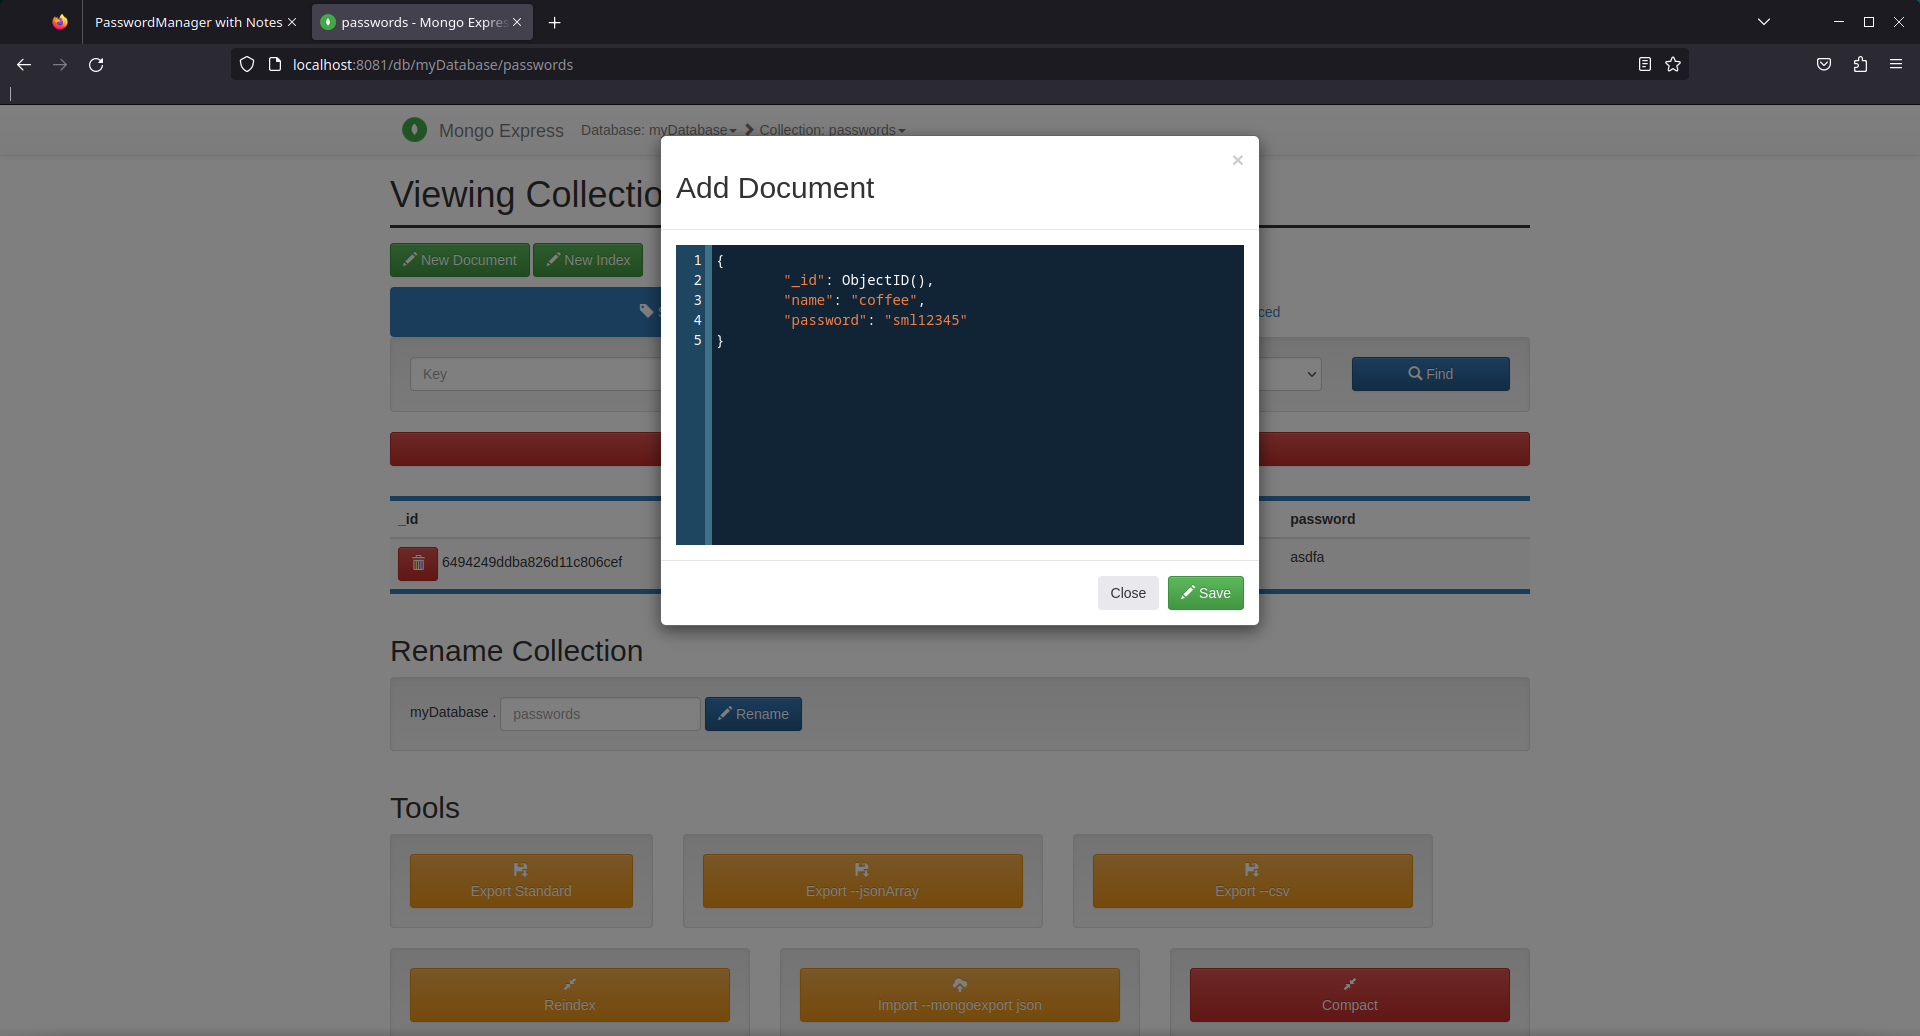 PasswordManager with Notes
passwords - Mongo Expres
localhost:8081/db/myDatabase/passwords
Mongo Express Database: myDatabase Collection: passwords
Add Document
×
Viewing Collectio
New Document New Index
1 {
2 "_id": ObjectID(),
3 "name": "coffee",
4 "password": "sml12345"
5 }
ced
Key
Find
_id password
6494249ddba826d11c806cef asdfa
Close Save
Rename Collection
myDatabase . passwords Rename
Tools
Export Standard Export --jsonArray Export --csv
Reindex Import --mongoexport json Compact